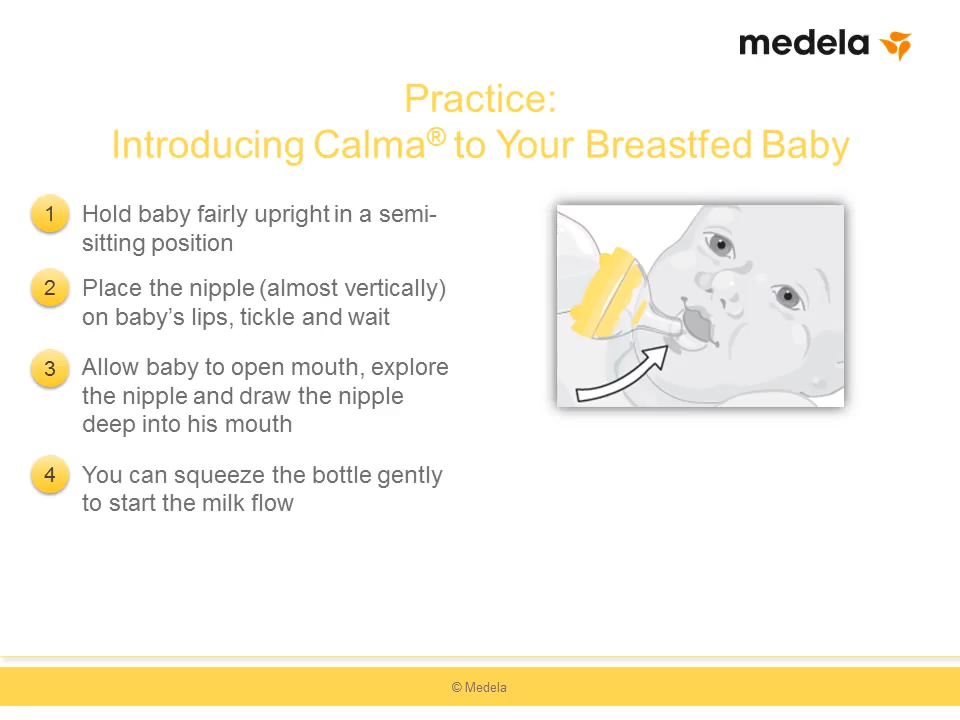 medela
Practice:
Introducing Calma® to Your Breastfed Baby
1 Hold baby fairly upright in a semi-
sitting position
2 Place the nipple (almost vertically)
on baby’s lips, tickle and wait
3 Allow baby to open mouth, explore
the nipple and draw the nipple
deep into his mouth
4 You can squeeze the bottle gently
to start the milk flow
© Medela